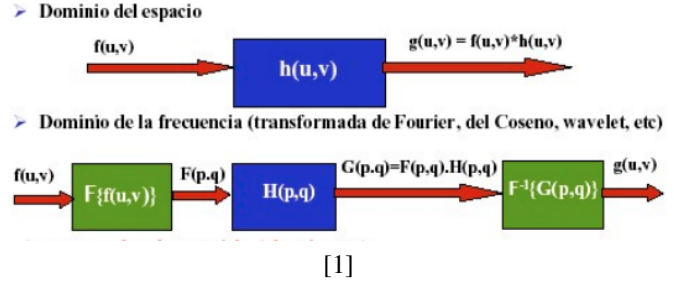 ➢ Dominio del espacio
f(u,v)
h(u,v)
g(u,v) = f(u,v)*h(u,v)
➢ Dominio de la frecuencia (transformada de Fourier, del Coseno, wavelet, etc)
f(u,v)
F{f(u,v)}
F(p.q)
H(p,q)
G(p.q)=F(p,q).H(p,q)
F-1{G(p,q)}
g(u,v)
[1]